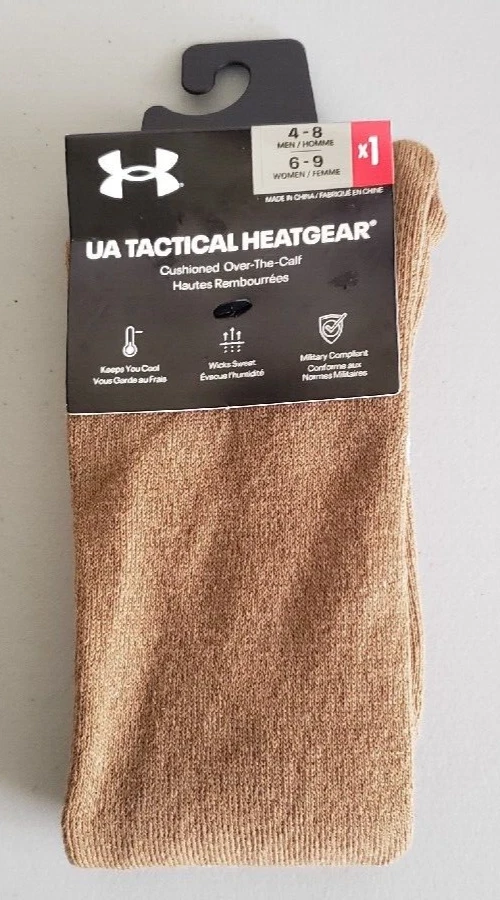 4 - 8
MEN / HOMME
6 - 9
WOMEN / FEMME
x1
MADE IN CHINA / FABRIQUÉ EN CHINE
UA TACTICAL HEATGEAR®
Cushioned Over-The-Calf
Hautes Rembourrées
Keeps You Cool
Vous Garde au Frais
Wicks Sweat
Évacue l'humidité
Military Compliant
Conforme aux
Normes Militaires